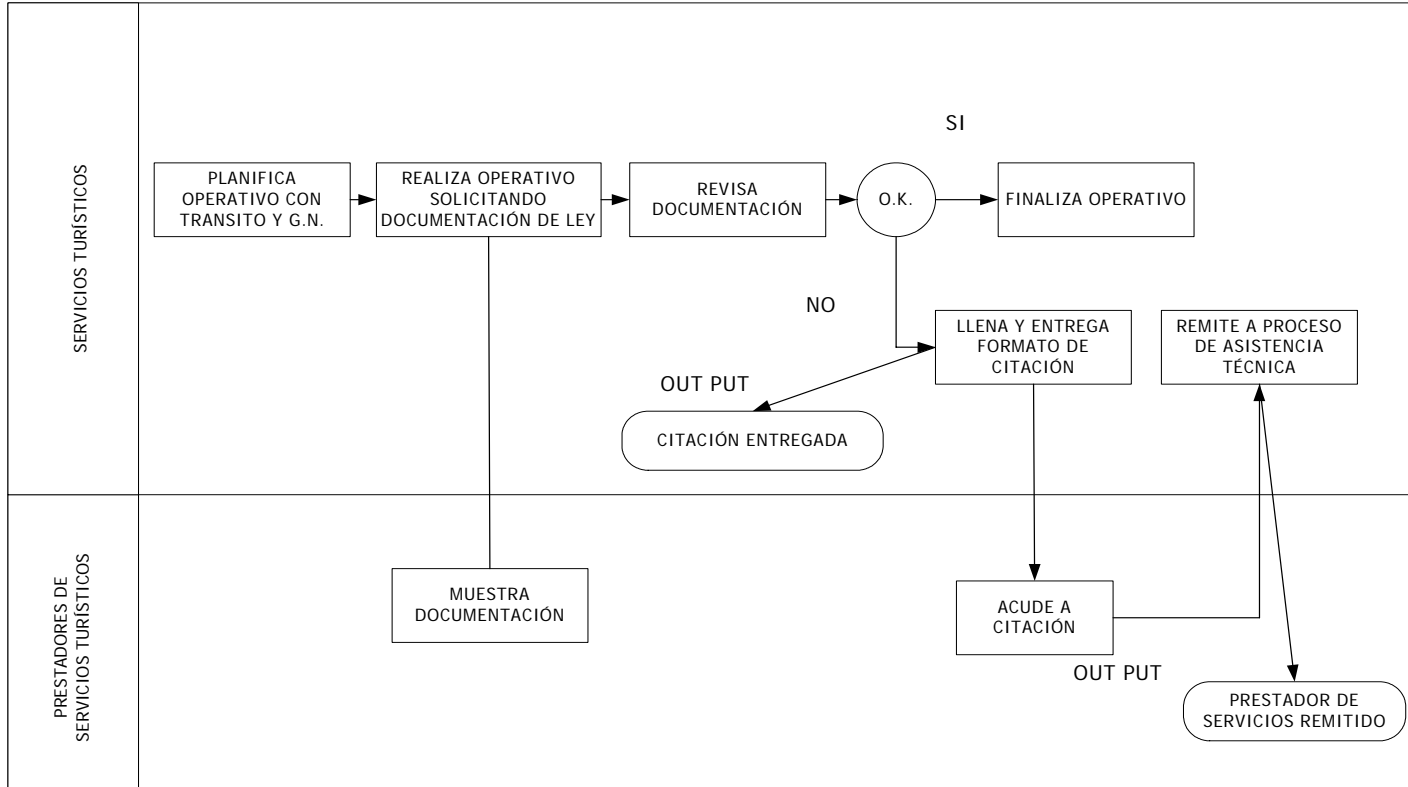 SERVICIOS TURÍSTICOS
SI
PLANIFICA
OPERATIVO CON
TRANSITO Y G.N.
REALIZA OPERATIVO
SOLICITANDO
DOCUMENTACIÓN DE LEY
REVISA
DOCUMENTACIÓN
O.K.
FINALIZA OPERATIVO
NO
LLENA Y ENTREGA
FORMATO DE
CITACIÓN
REMITE A PROCESO
DE ASISTENCIA
TÉCNICA
OUT PUT
CITACIÓN ENTREGADA
PRESTADORES DE
SERVICIOS TURÍSTICOS
MUESTRA
DOCUMENTACIÓN
ACUDE A
CITACIÓN
OUT PUT
PRESTADOR DE
SERVICIOS REMITIDO